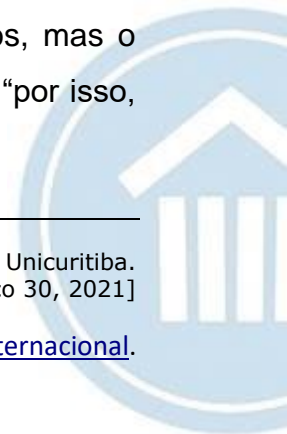 os, mas o
“por isso,
Unicuritiba.
o 30, 2021]
ternacional.